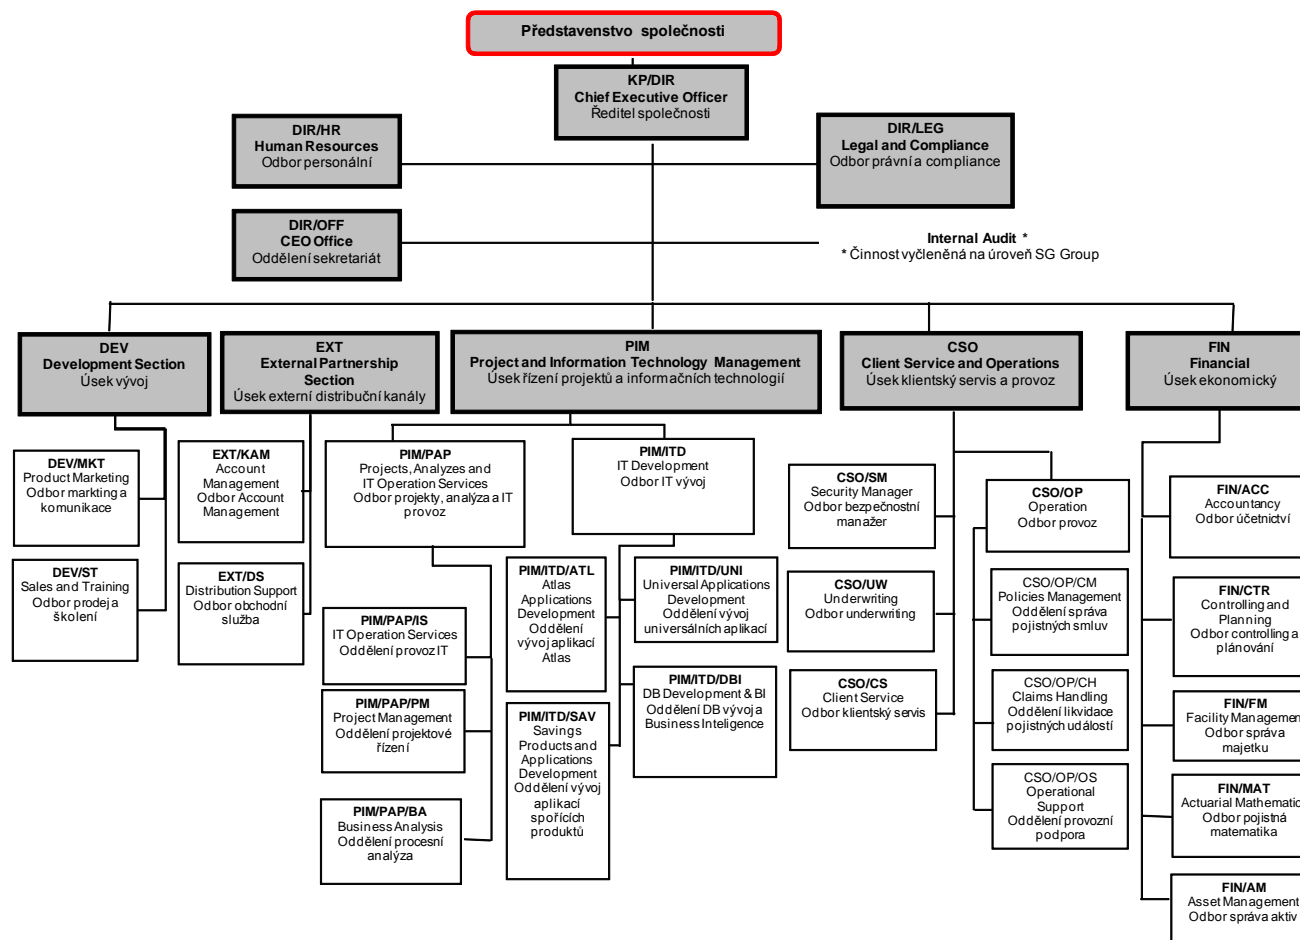 Představenstvo společnosti
KP/DIR
Chief Executive Officer
Ředitel společnosti
DIR/HR
Human Resources
Odbor personální
DIR/LEG
Legal and Compliance
Odbor právní a compliance
DIR/OFF
CEO Office
Oddělení sekretariát
Internal Audit *
* Činnost vyčleněná na úroveň SG Group
DEV
Development Section
Úsek vývoj
EXT
External Partnership
Section
Úsek externí distribuční kanály
PIM
Project and Information Technology Management
Úsek řízení projektů a informačních technologií
CSO
Client Service and Operations
Úsek klientský servis a provoz
FIN
Financial
Úsek ekonomický
DEV/MKT
Product Marketing
Odbor markting a
komunikace
DEV/ST
Sales and Training
Odbor prodej a
školení
EXT/KAM
Account
Management
Odbor Account
Management
EXT/DS
Distribution Support
Odbor obchodní
služba
PIM/PAP
Projects, Analyzes and
IT Operation Services
Odbor projekty, analýza a IT
provoz
PIM/PAP/IS
IT Operation Services
Oddělení provoz IT
PIM/PAP/PM
Project Management
Oddělení projektové
řízení
PIM/PAP/BA
Business Analysis
Oddělení procesní
analýza
PIM/ITD
IT Development
Odbor IT vývoj
PIM/ITD/ATL
Atlas
Applications
Development
Oddělení
vývoj aplikací
Atlas
PIM/ITD/SAV
Savings
Products and
Applications
Development
Oddělení vývoj
aplikací
spořících
produktů
PIM/ITD/UNI
Universal Applications
Development
Oddělení vývoj
universálních aplikací
PIM/ITD/DBI
DB Development & BI
Oddělení DB vývoj a
Business Inteligence
CSO/SM
Security Manager
Odbor bezpečnostní
manažer
CSO/UW
Underwriting
Odbor underwriting
CSO/CS
Client Service
Odbor klientský servis
CSO/OP
Operation
Odbor provoz
CSO/OP/CM
Policies Management
Oddělení správa
pojistných smluv
CSO/OP/CH
Claims Handling
Oddělení likvidace
pojistných událostí
CSO/OP/OS
Operational
Support
Oddělení provozní
podpora
FIN/ACC
Accountancy
Odbor účetnictví
FIN/CTR
Controlling and
Planning
Odbor controlling a
plánování
FIN/FM
Facility Management
Odbor správa
majetku
FIN/MAT
Actuarial Mathematic
Odbor pojistná
matematika
FIN/AM
Asset Management
Odbor správa aktiv